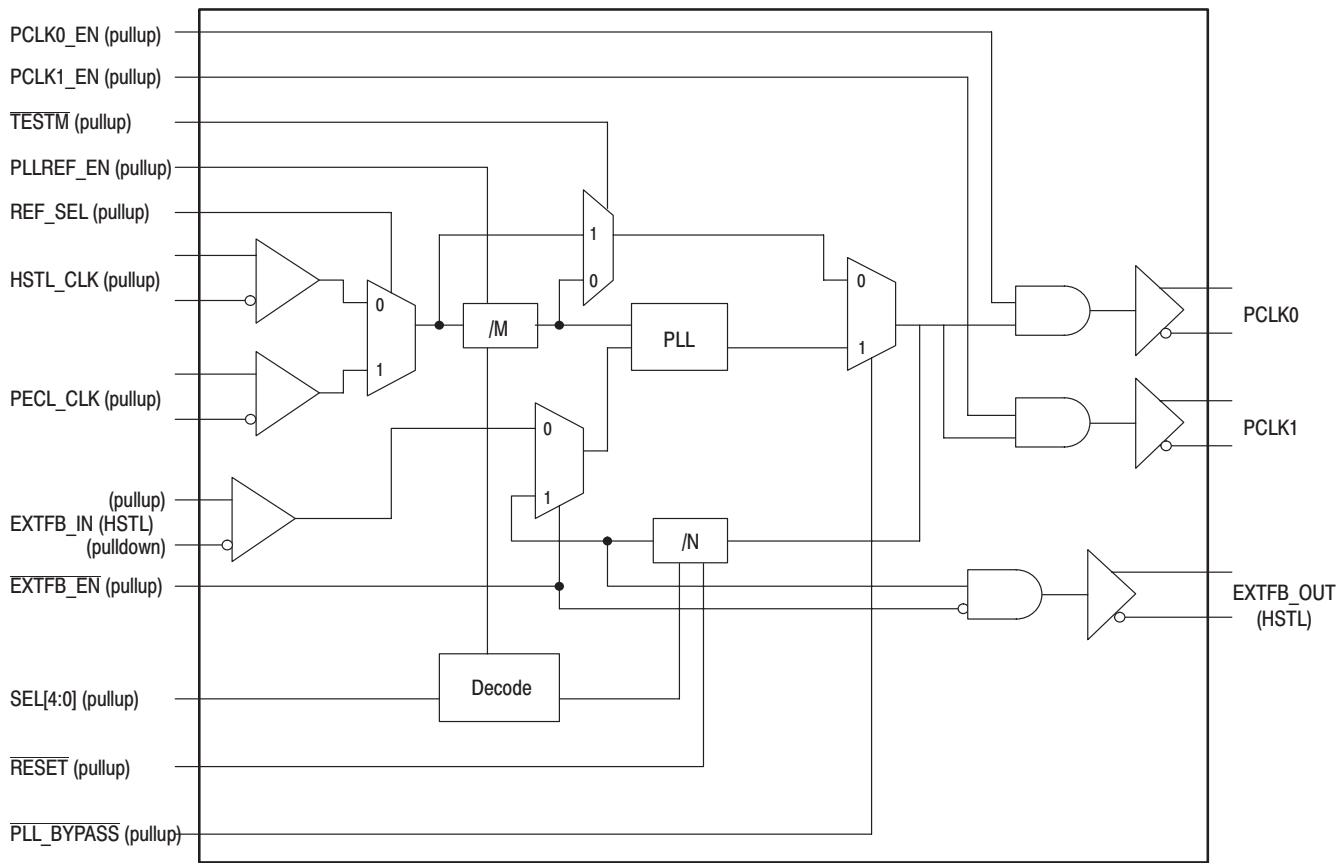 PCLK0_EN (pullup)
PCLK1_EN (pullup)
TESTM (pullup)
PLLREF_EN (pullup)
REF_SEL (pullup)
HSTL_CLK (pullup)
PECL_CLK (pullup)
(pullup)
EXTFB_IN (HSTL)
(pulldown)
EXTFB_EN (pullup)
SEL[4:0] (pullup)
RESET (pullup)
PLL_BYPASS (pullup)
0
1
/M
1
0
PLL
0
1
0
1
/N
Decode
PCLK0
PCLK1
EXTFB_OUT
(HSTL)